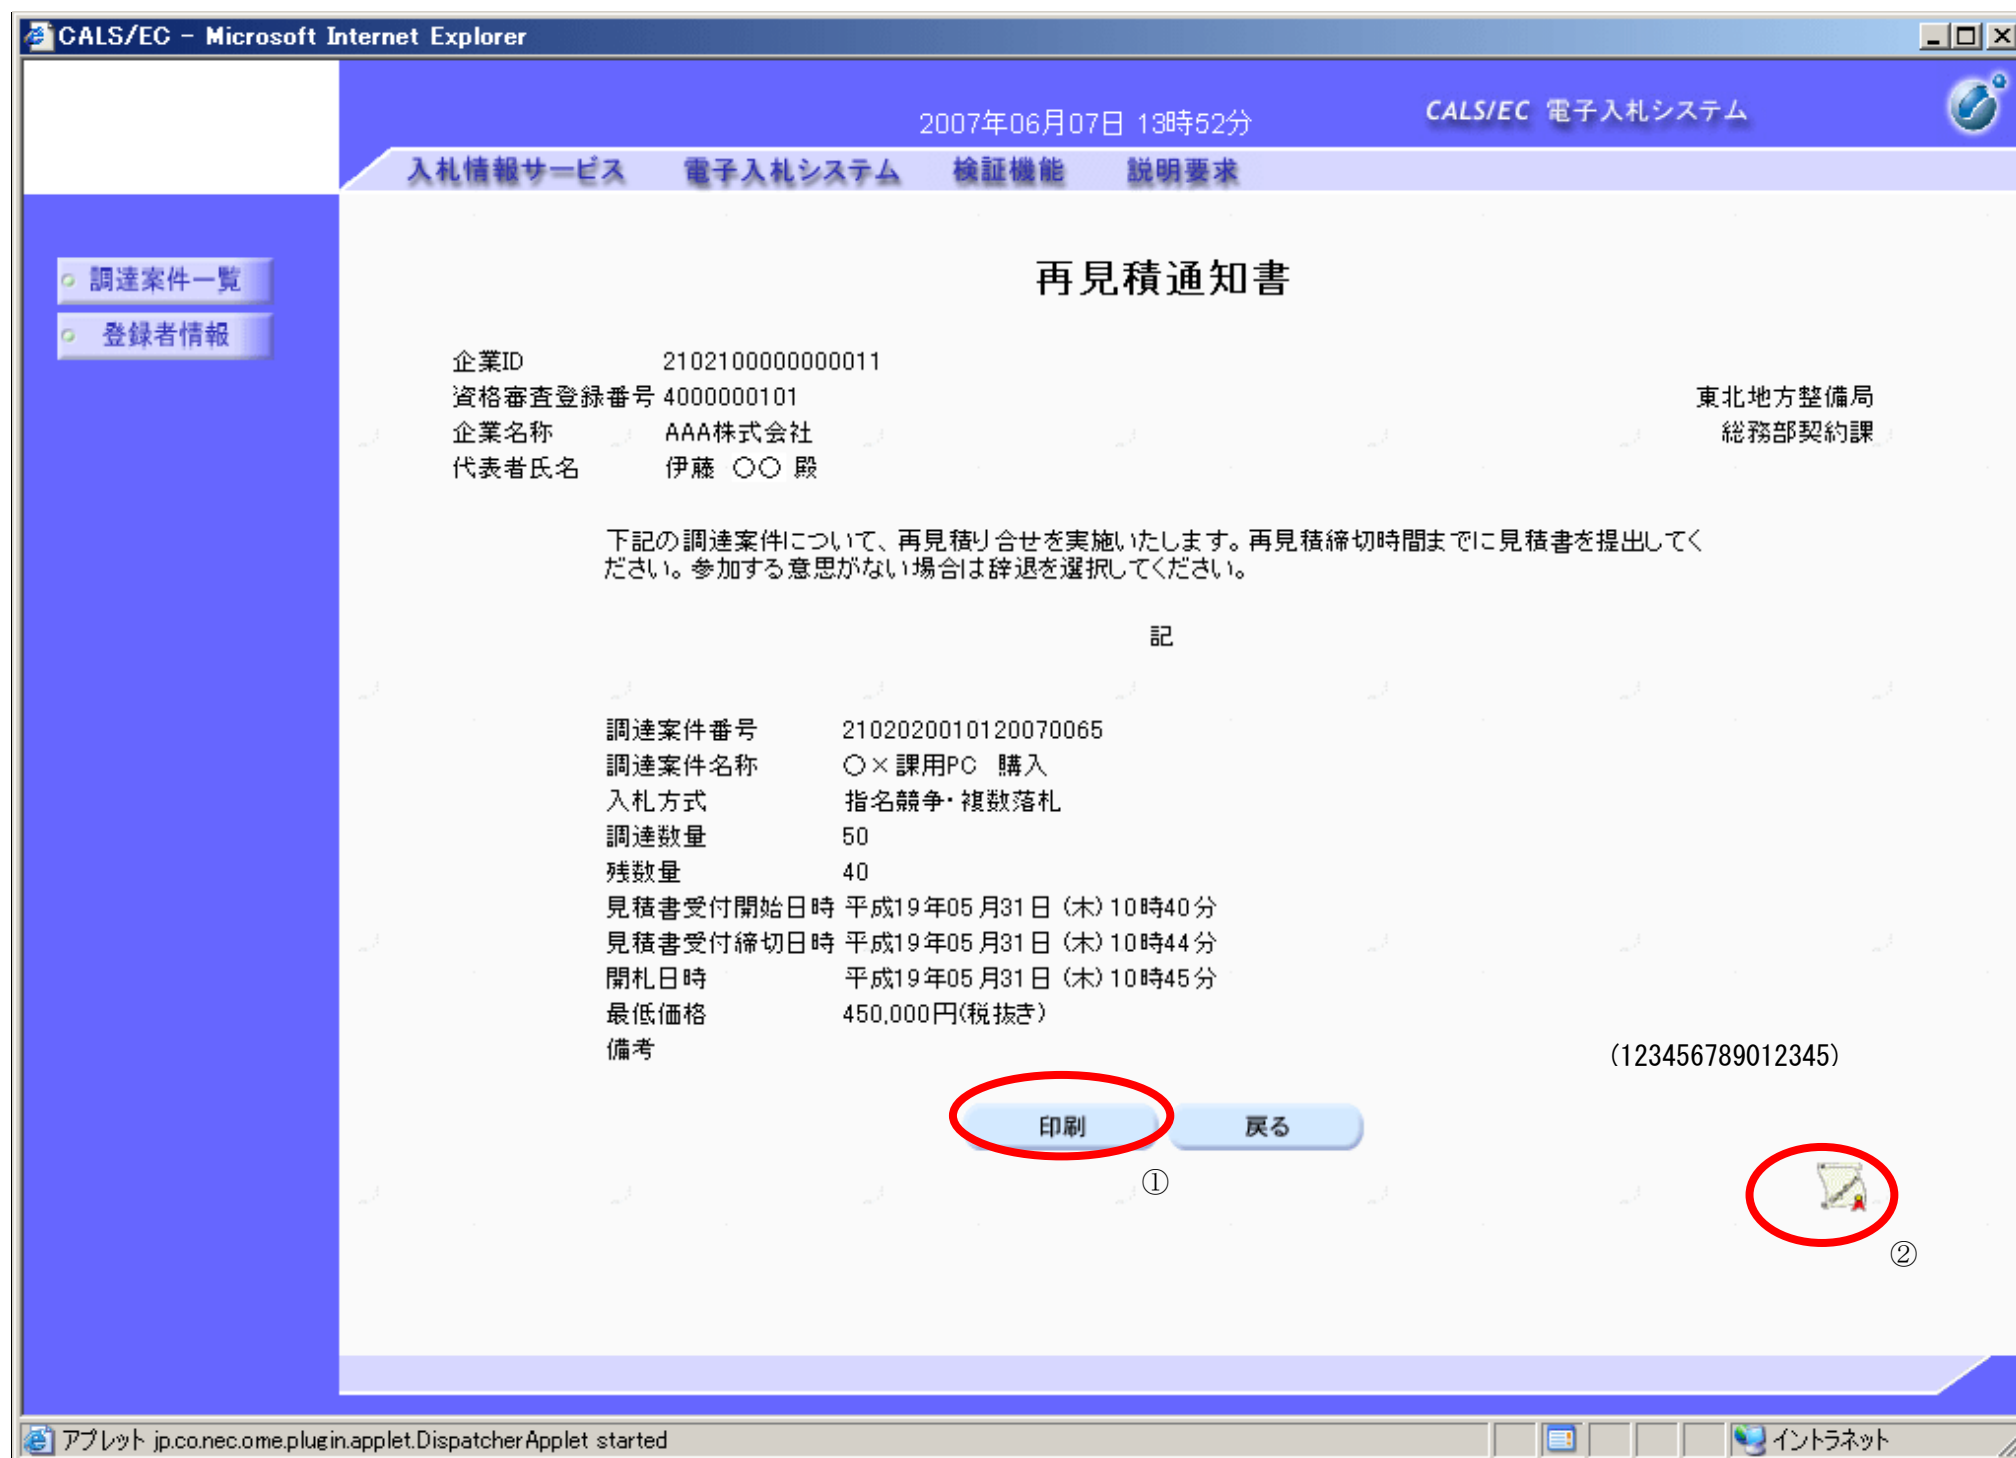 CALS/EC - Microsoft Internet Explorer
2007年06月07日 13時52分
CALS/EC 電子入札システム
入札情報サービス 電子入札システム 検証機能 説明要求
調達案件一覧
登録者情報
再見積通知書
企業ID 2102100000000011
資格審査登録番号 4000000101
東北地方整備局
企業名称 AAA株式会社
総務部契約課
代表者氏名 伊藤 〇〇 殿
下記の調達案件について、再見積り合せを実施いたします。再見積締切時間までに見積書を提出してく
ださい。参加する意思がない場合は辞退を選択してください。
記
調達案件番号 2102020010120070065
調達案件名称 〇×課用PC 購入
入札方式 指名競争・複数落札
調達数量 50
残数量 40
見積書受付開始日時 平成19年05月31日(木)10時40分
見積書受付締切日時 平成19年05月31日(木)10時44分
開札日時 平成19年05月31日(木)10時45分
最低価格 450,000円(税抜き)
備考
(123456789012345)
印刷 戻る
①
②
アプレット jp.co.nec.ome.plugin.applet.DispatcherApplet started
イントラネット